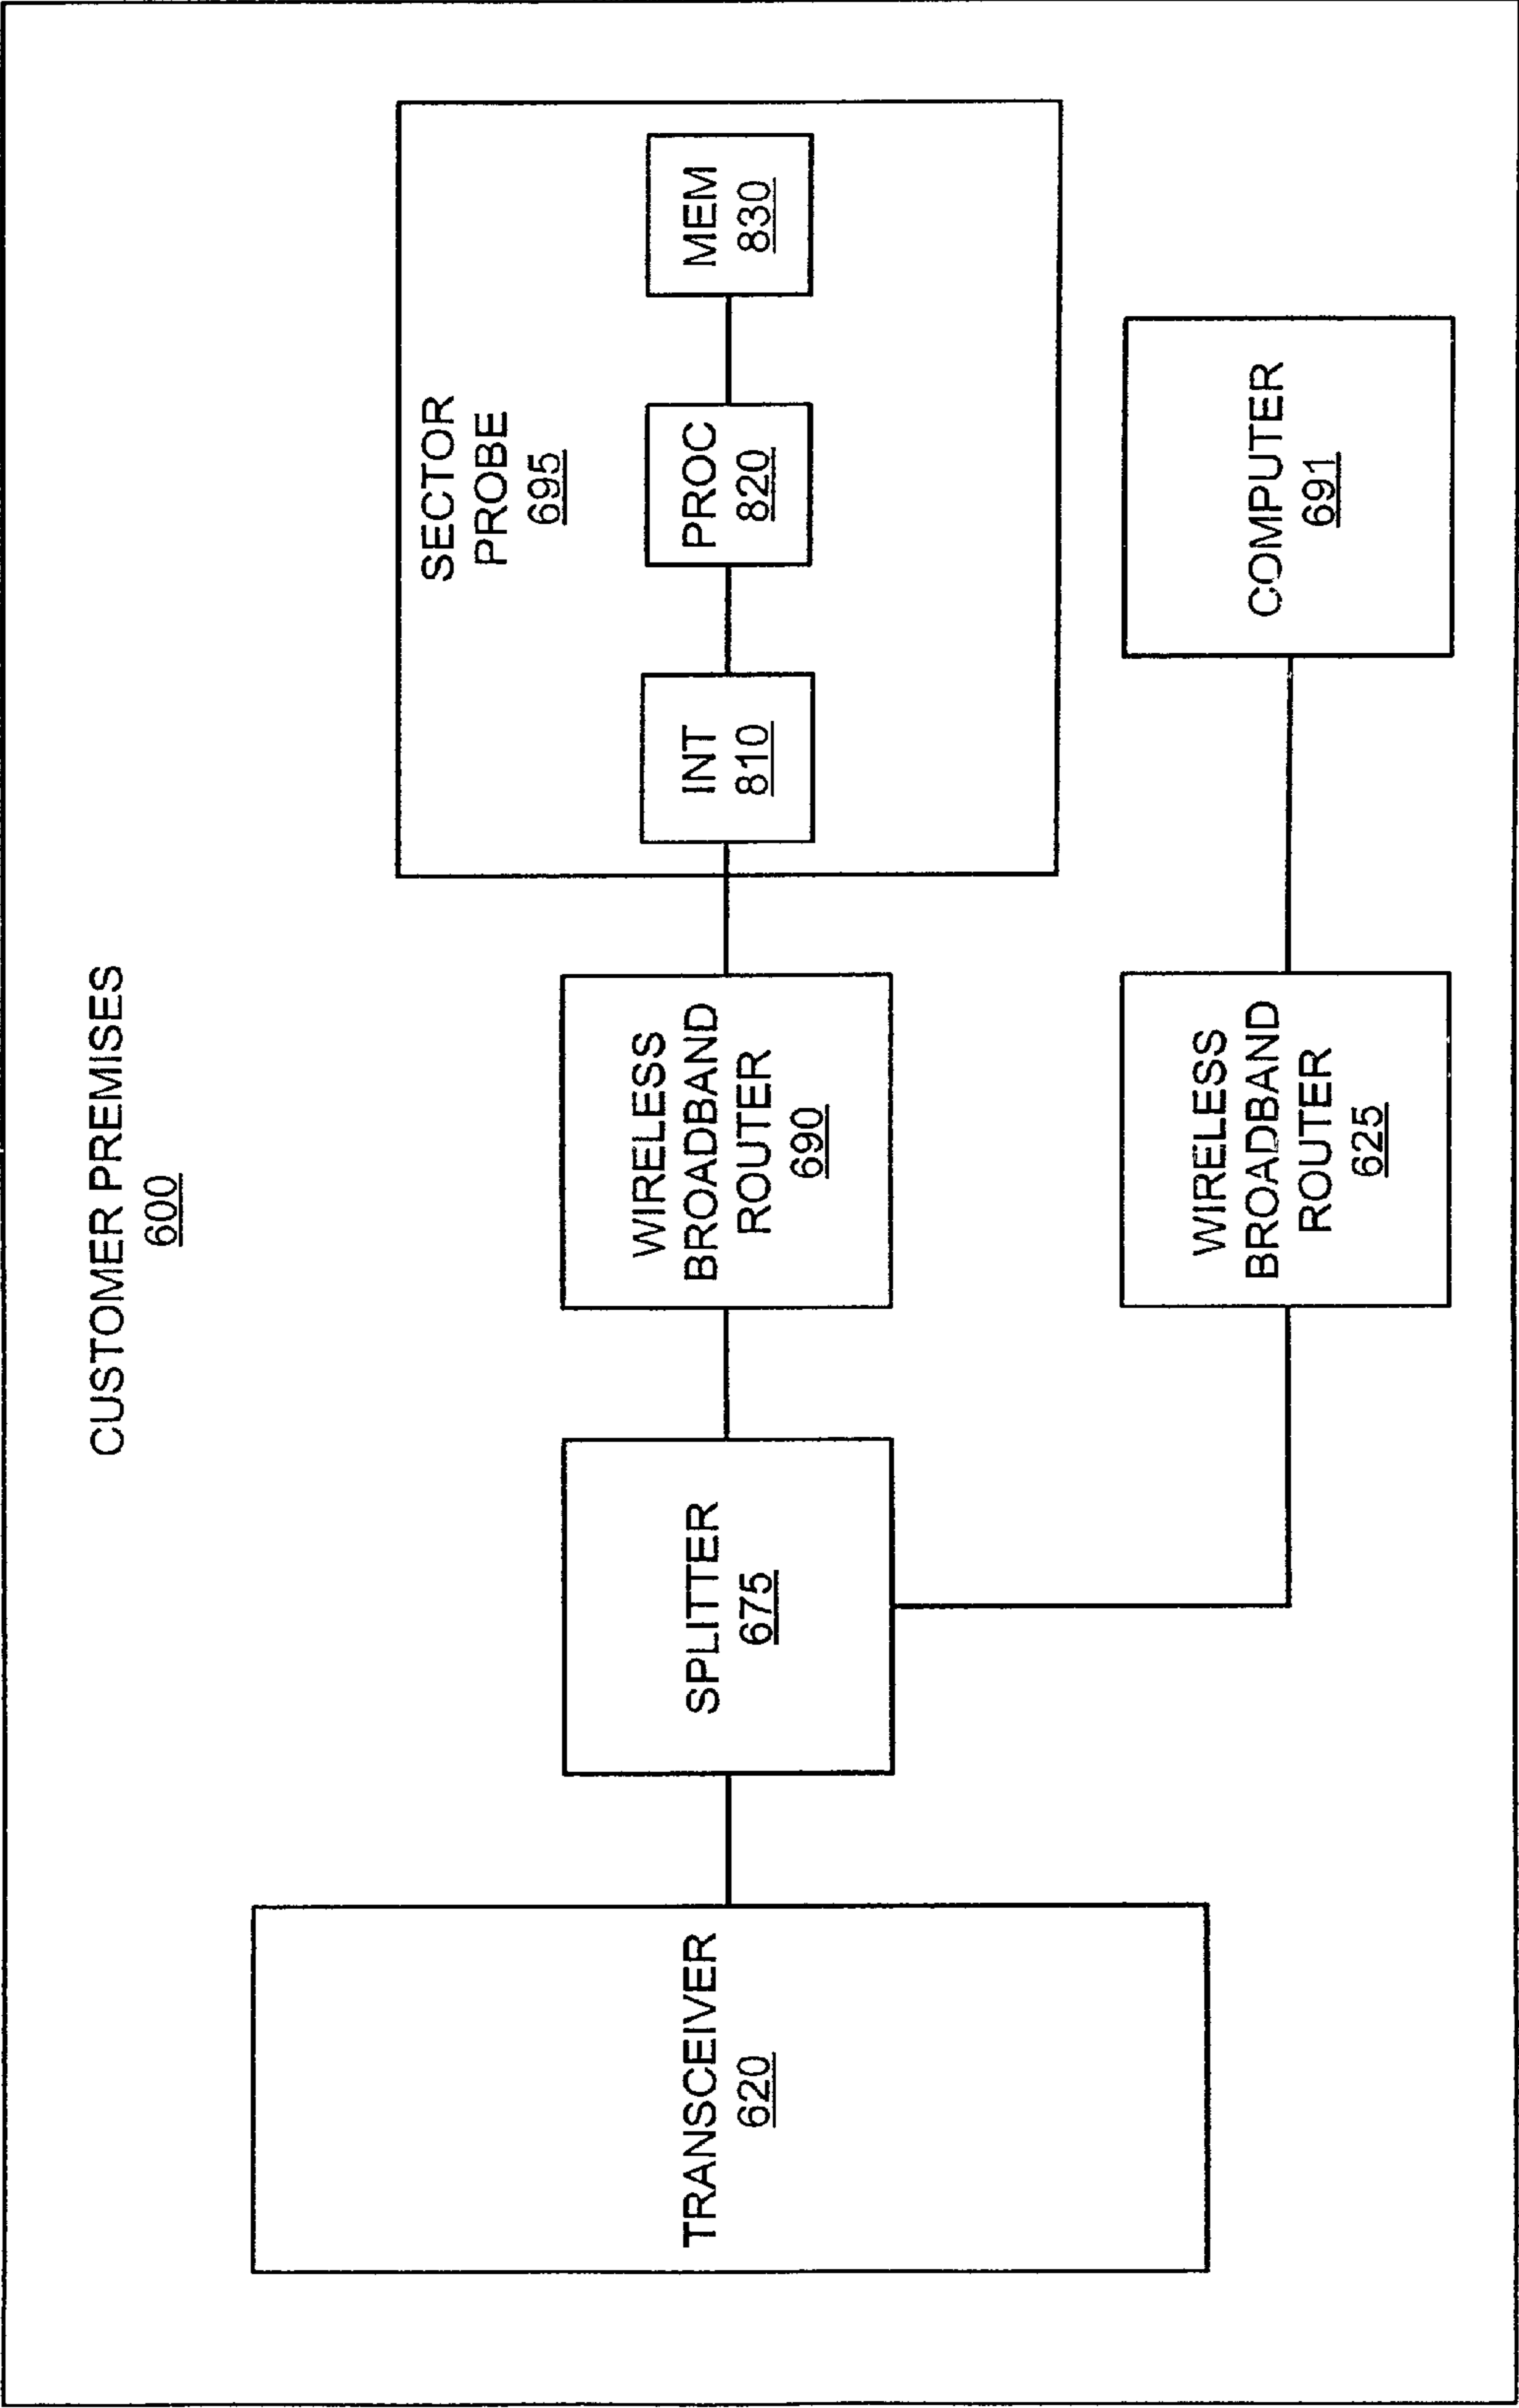 CUSTOMER PREMISES
600
TRANSCEIVER
620
SPLITTER
675
WIRELESS
BROADBAND
ROUTER
690
SECTOR
PROBE
695
INT
810
PROC
820
MEM
830
WIRELESS
BROADBAND
ROUTER
625
COMPUTER
691